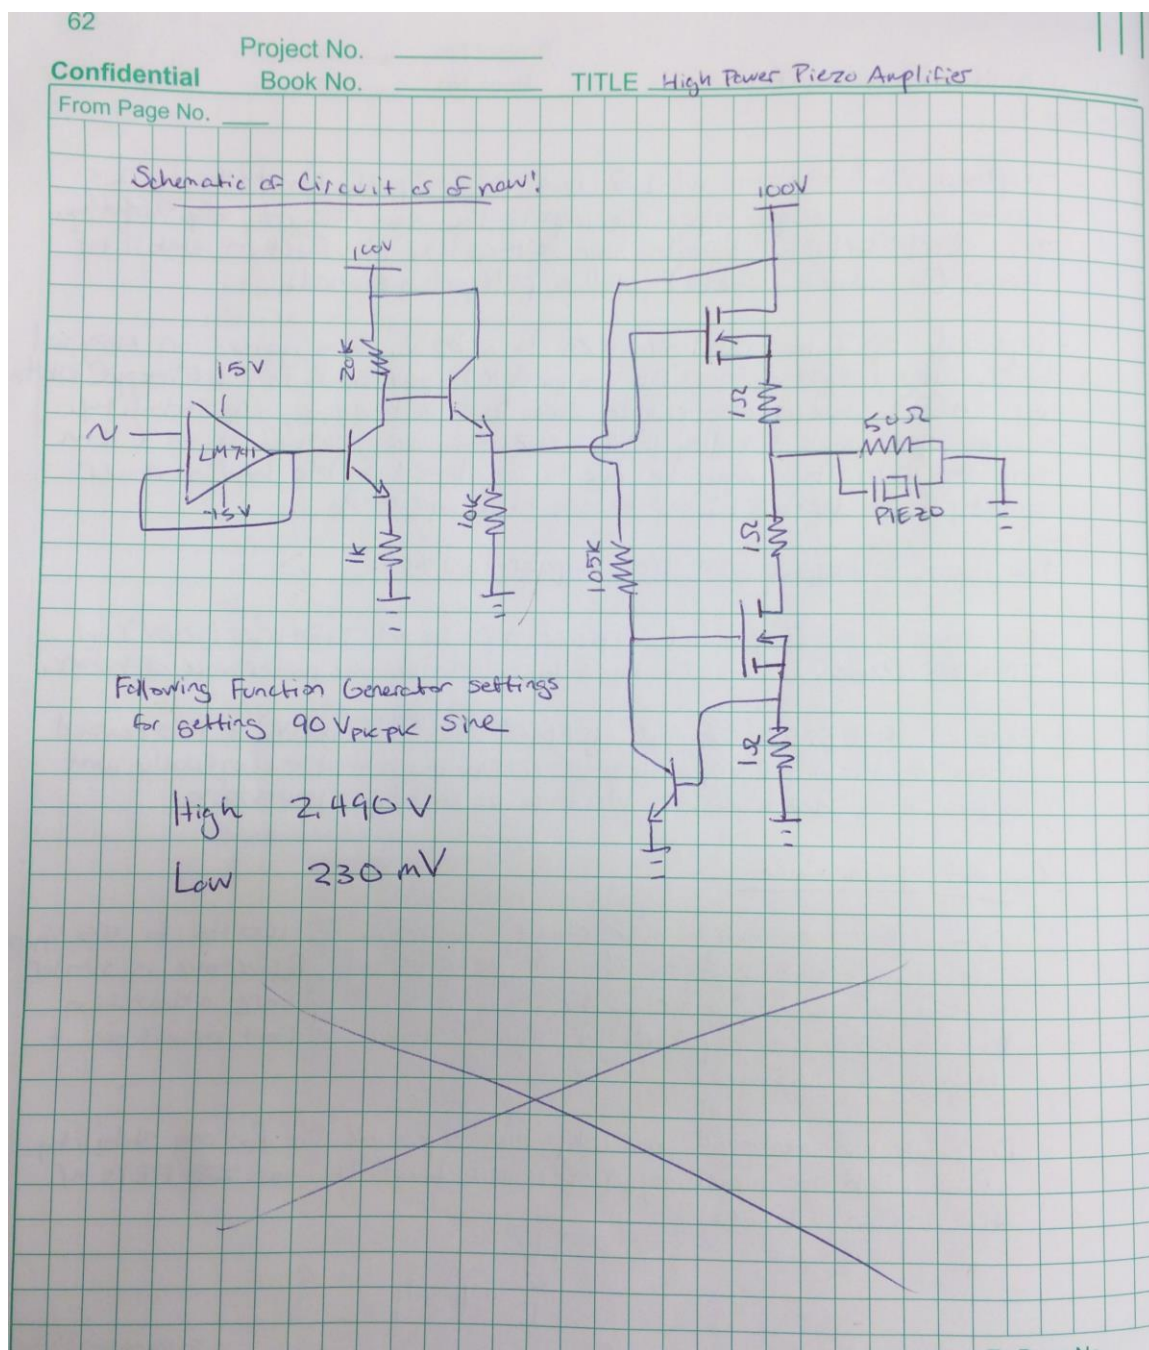 62
Project No.
Confidential
Book No.
TITLE High Power Piezo Amplifier
From Page No.
Schematic of Circuit as of now!
100V
100V
20K
15V
1Ω
50Ω
∿
LM741
-15V
PIEZO
1K
10K
105K
1Ω
Following Function Generator settings
for getting 90 Vpkpk Sine
1Ω
High 2.490 V
Low 230 mV